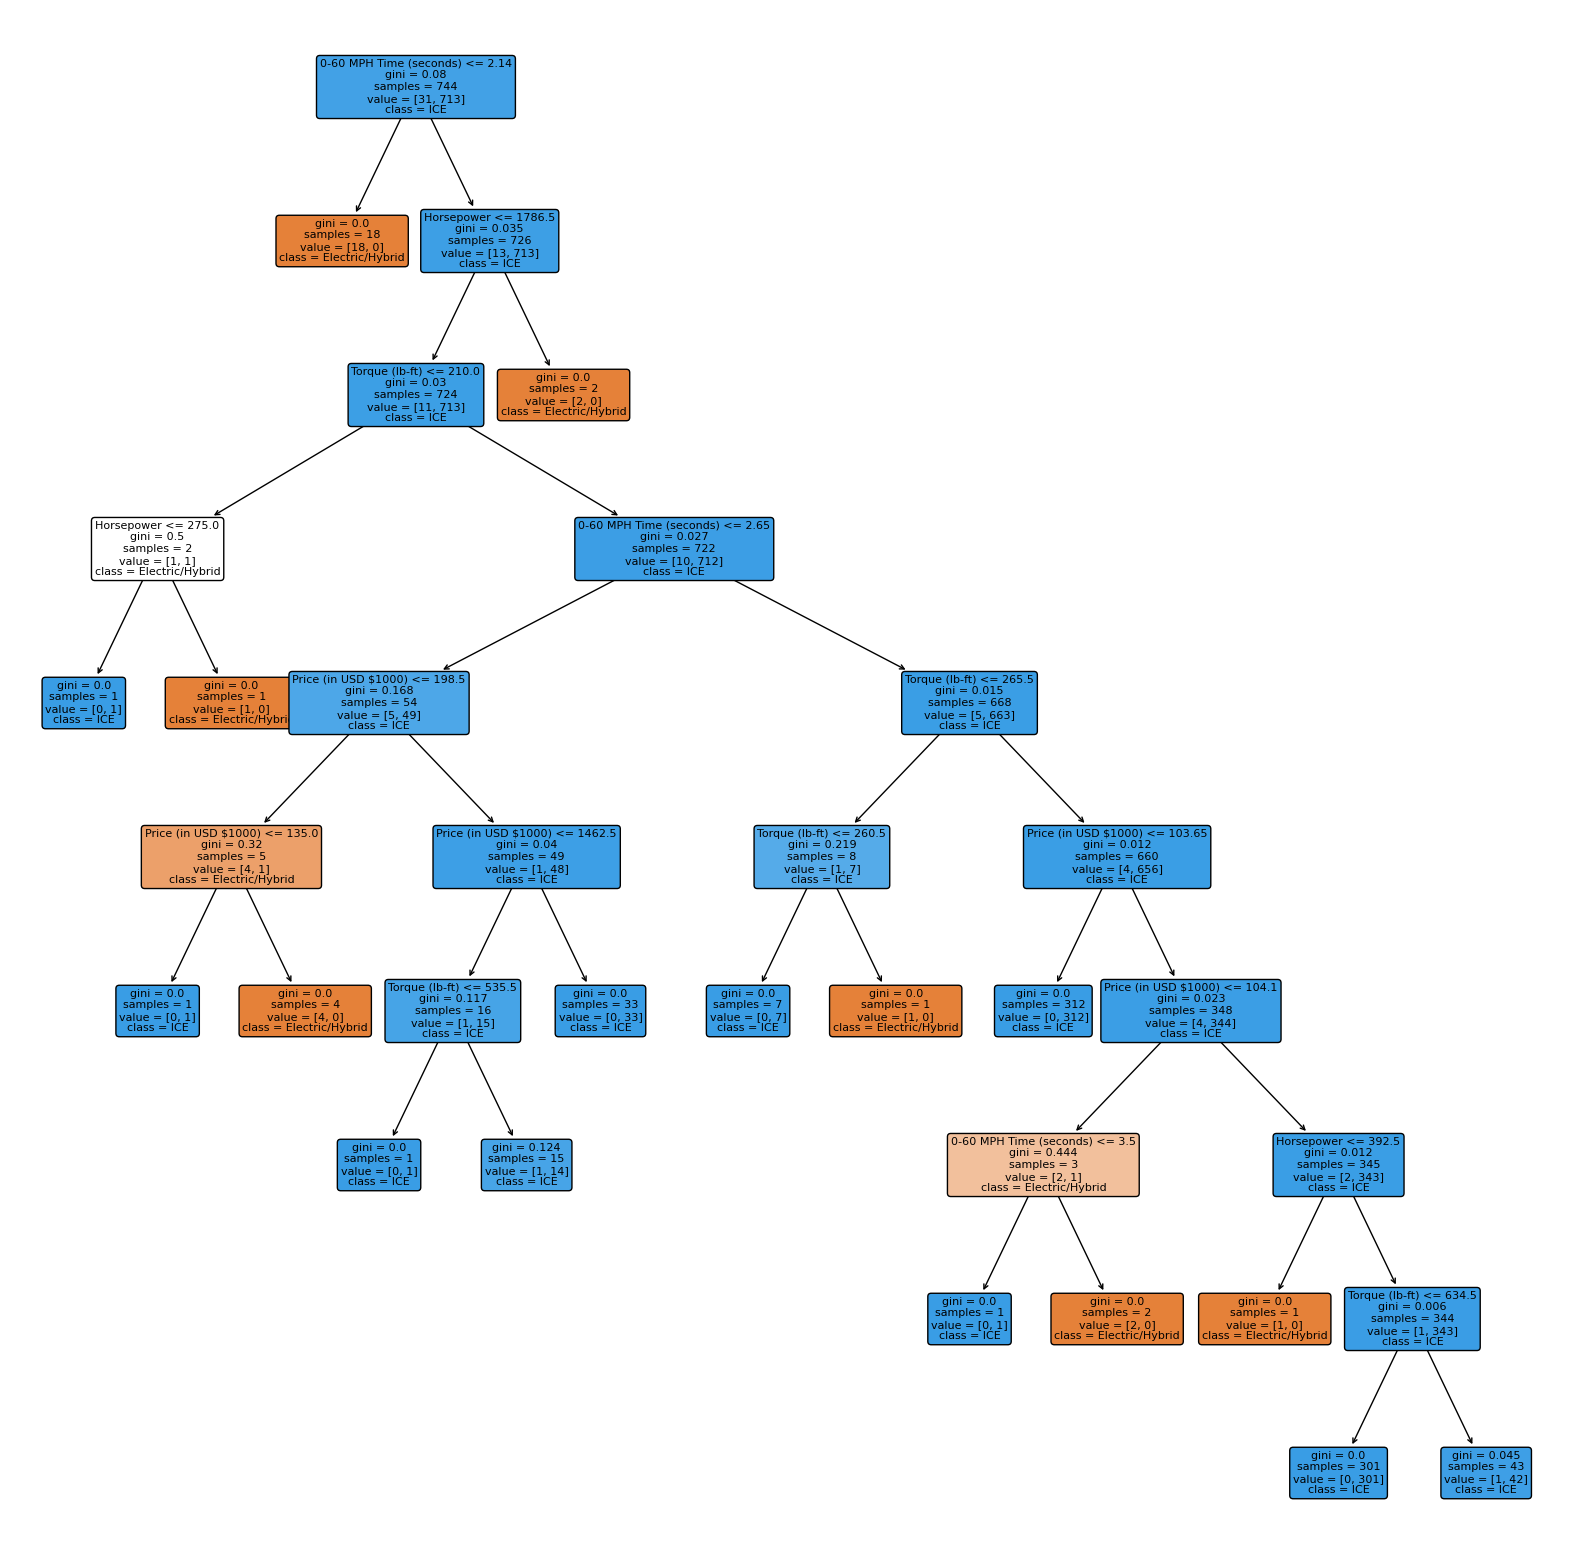 0-60 MPH Time (seconds) <= 2.14
gini = 0.08
samples = 744
value = [31, 713]
class = ICE
gini = 0.0
samples = 18
value = [18, 0]
class = Electric/Hybrid
Horsepower <= 1786.5
gini = 0.035
samples = 726
value = [13, 713]
class = ICE
Torque (lb-ft) <= 210.0
gini = 0.03
samples = 724
value = [11, 713]
class = ICE
gini = 0.0
samples = 2
value = [2, 0]
class = Electric/Hybrid
Horsepower <= 275.0
gini = 0.5
samples = 2
value = [1, 1]
class = Electric/Hybrid
0-60 MPH Time (seconds) <= 2.65
gini = 0.027
samples = 722
value = [10, 712]
class = ICE
gini = 0.0
samples = 1
value = [0, 1]
class = ICE
gini = 0.0
samples = 1
value = [1, 0]
class = Electric/Hybri
Price (in USD $1000) <= 198.5
gini = 0.168
samples = 54
value = [5, 49]
class = ICE
Torque (lb-ft) <= 265.5
gini = 0.015
samples = 668
value = [5, 663]
class = ICE
Price (in USD $1000) <= 135.0
gini = 0.32
samples = 5
value = [4, 1]
class = Electric/Hybrid
Price (in USD $1000) <= 1462.5
gini = 0.04
samples = 49
value = [1, 48]
class = ICE
Torque (lb-ft) <= 260.5
gini = 0.219
samples = 8
value = [1, 7]
class = ICE
Price (in USD $1000) <= 103.65
gini = 0.012
samples = 660
value = [4, 656]
class = ICE
gini = 0.0
samples = 1
value = [0, 1]
class = ICE
gini = 0.0
samples = 4
value = [4, 0]
class = Electric/Hybrid
Torque (lb-ft) <= 535.5
gini = 0.117
samples = 16
value = [1, 15]
class = ICE
gini = 0.0
samples = 33
value = [0, 33]
class = ICE
gini = 0.0
samples = 7
value = [0, 7]
class = ICE
gini = 0.0
samples = 1
value = [1, 0]
class = Electric/Hybrid
gini = 0.0
samples = 312
value = [0, 312]
class = ICE
Price (in USD $1000) <= 104.1
gini = 0.023
samples = 348
value = [4, 344]
class = ICE
gini = 0.0
samples = 1
value = [0, 1]
class = ICE
gini = 0.124
samples = 15
value = [1, 14]
class = ICE
0-60 MPH Time (seconds) <= 3.5
gini = 0.444
samples = 3
value = [2, 1]
class = Electric/Hybrid
Horsepower <= 392.5
gini = 0.012
samples = 345
value = [2, 343]
class = ICE
gini = 0.0
samples = 1
value = [0, 1]
class = ICE
gini = 0.0
samples = 2
value = [2, 0]
class = Electric/Hybrid
gini = 0.0
samples = 1
value = [1, 0]
class = Electric/Hybrid
Torque (lb-ft) <= 634.5
gini = 0.006
samples = 344
value = [1, 343]
class = ICE
gini = 0.0
samples = 301
value = [0, 301]
class = ICE
gini = 0.045
samples = 43
value = [1, 42]
class = ICE